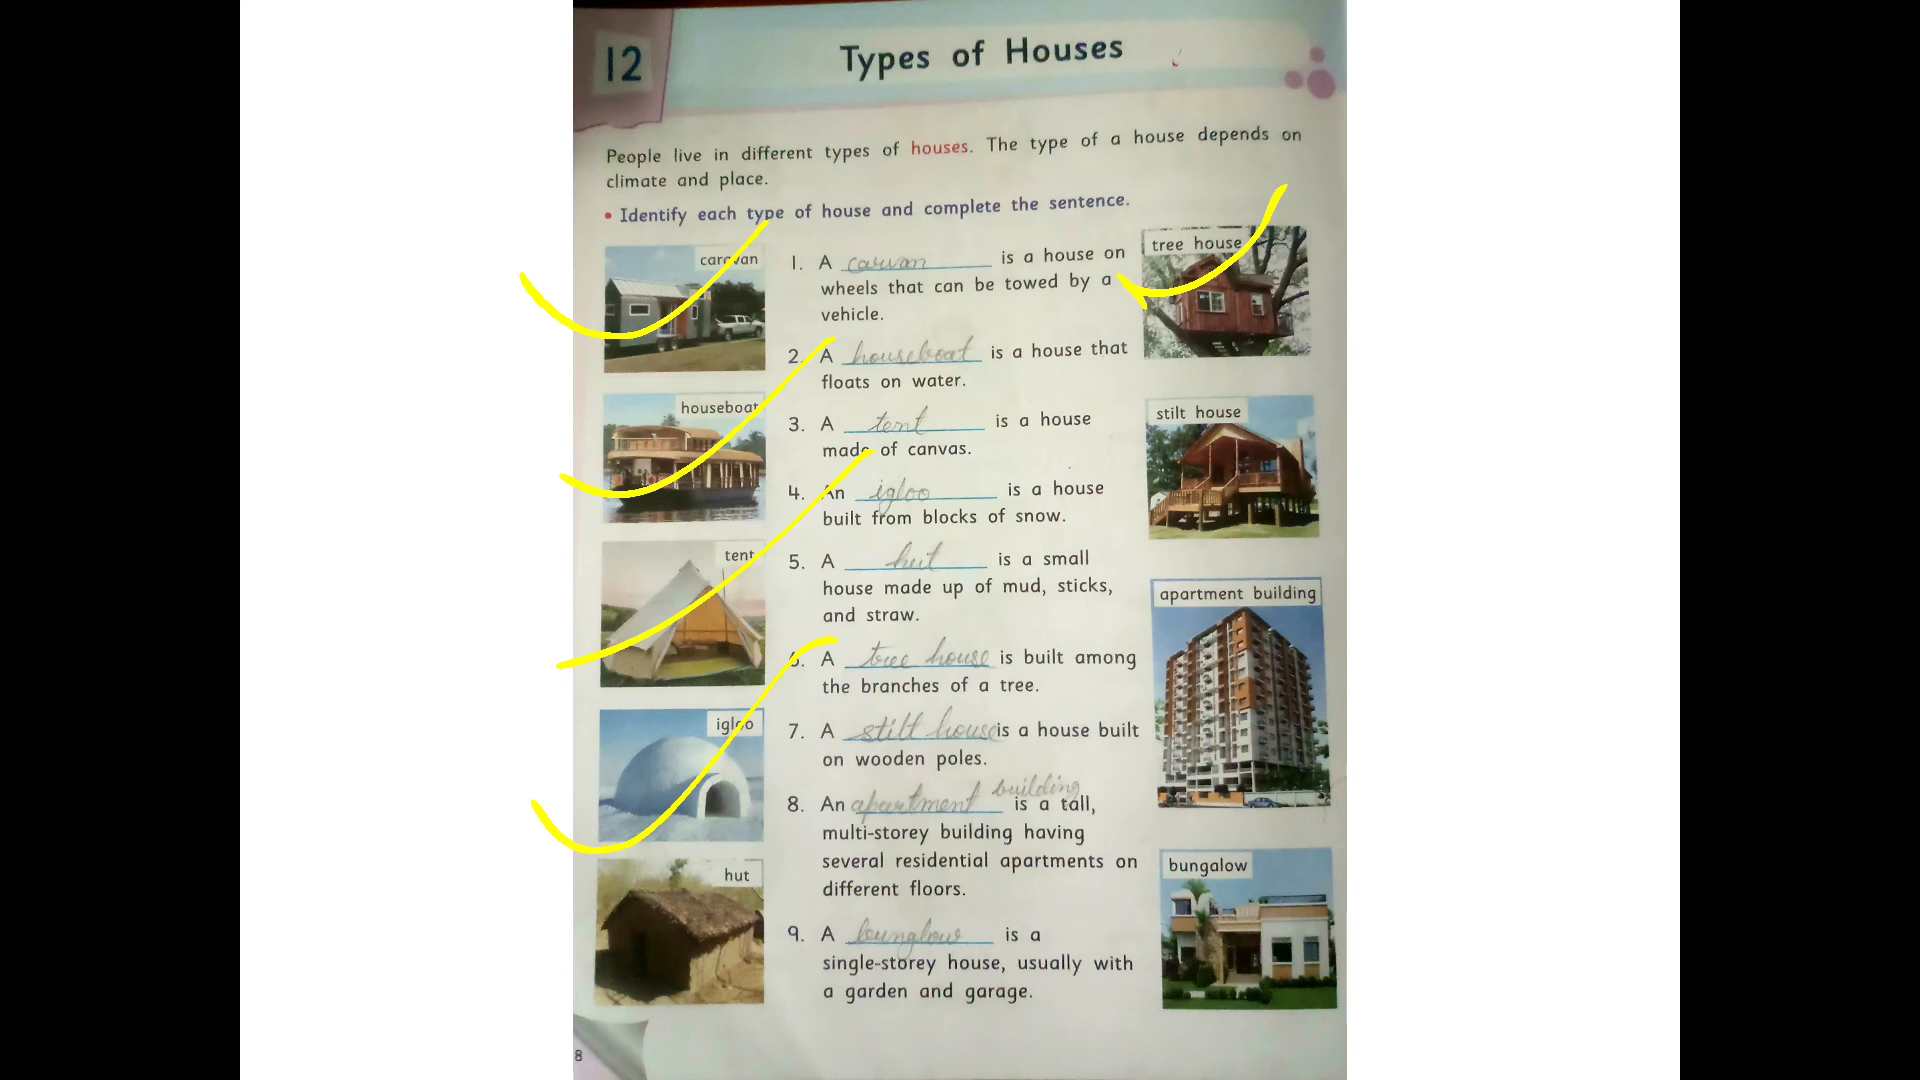 12
Types of Houses
People live in different types of houses. The type of a house depends on
climate and place.
• Identify each type of house and complete the sentence.
caravan
houseboat
tent
igloo
hut
1. A carvan is a house on
wheels that can be towed by a
vehicle.
2. A houseboat is a house that
floats on water.
3. A tent is a house
made of canvas.
4. An igloo is a house
built from blocks of snow.
5. A hut is a small
house made up of mud, sticks,
and straw.
6. A tree house is built among
the branches of a tree.
7. A stilt house is a house built
on wooden poles.
8. An apartment building is a tall,
multi-storey building having
several residential apartments on
different floors.
9. A is a
single-storey house, usually with
a garden and garage.
tree house
stilt house
apartment building
bungalow
8